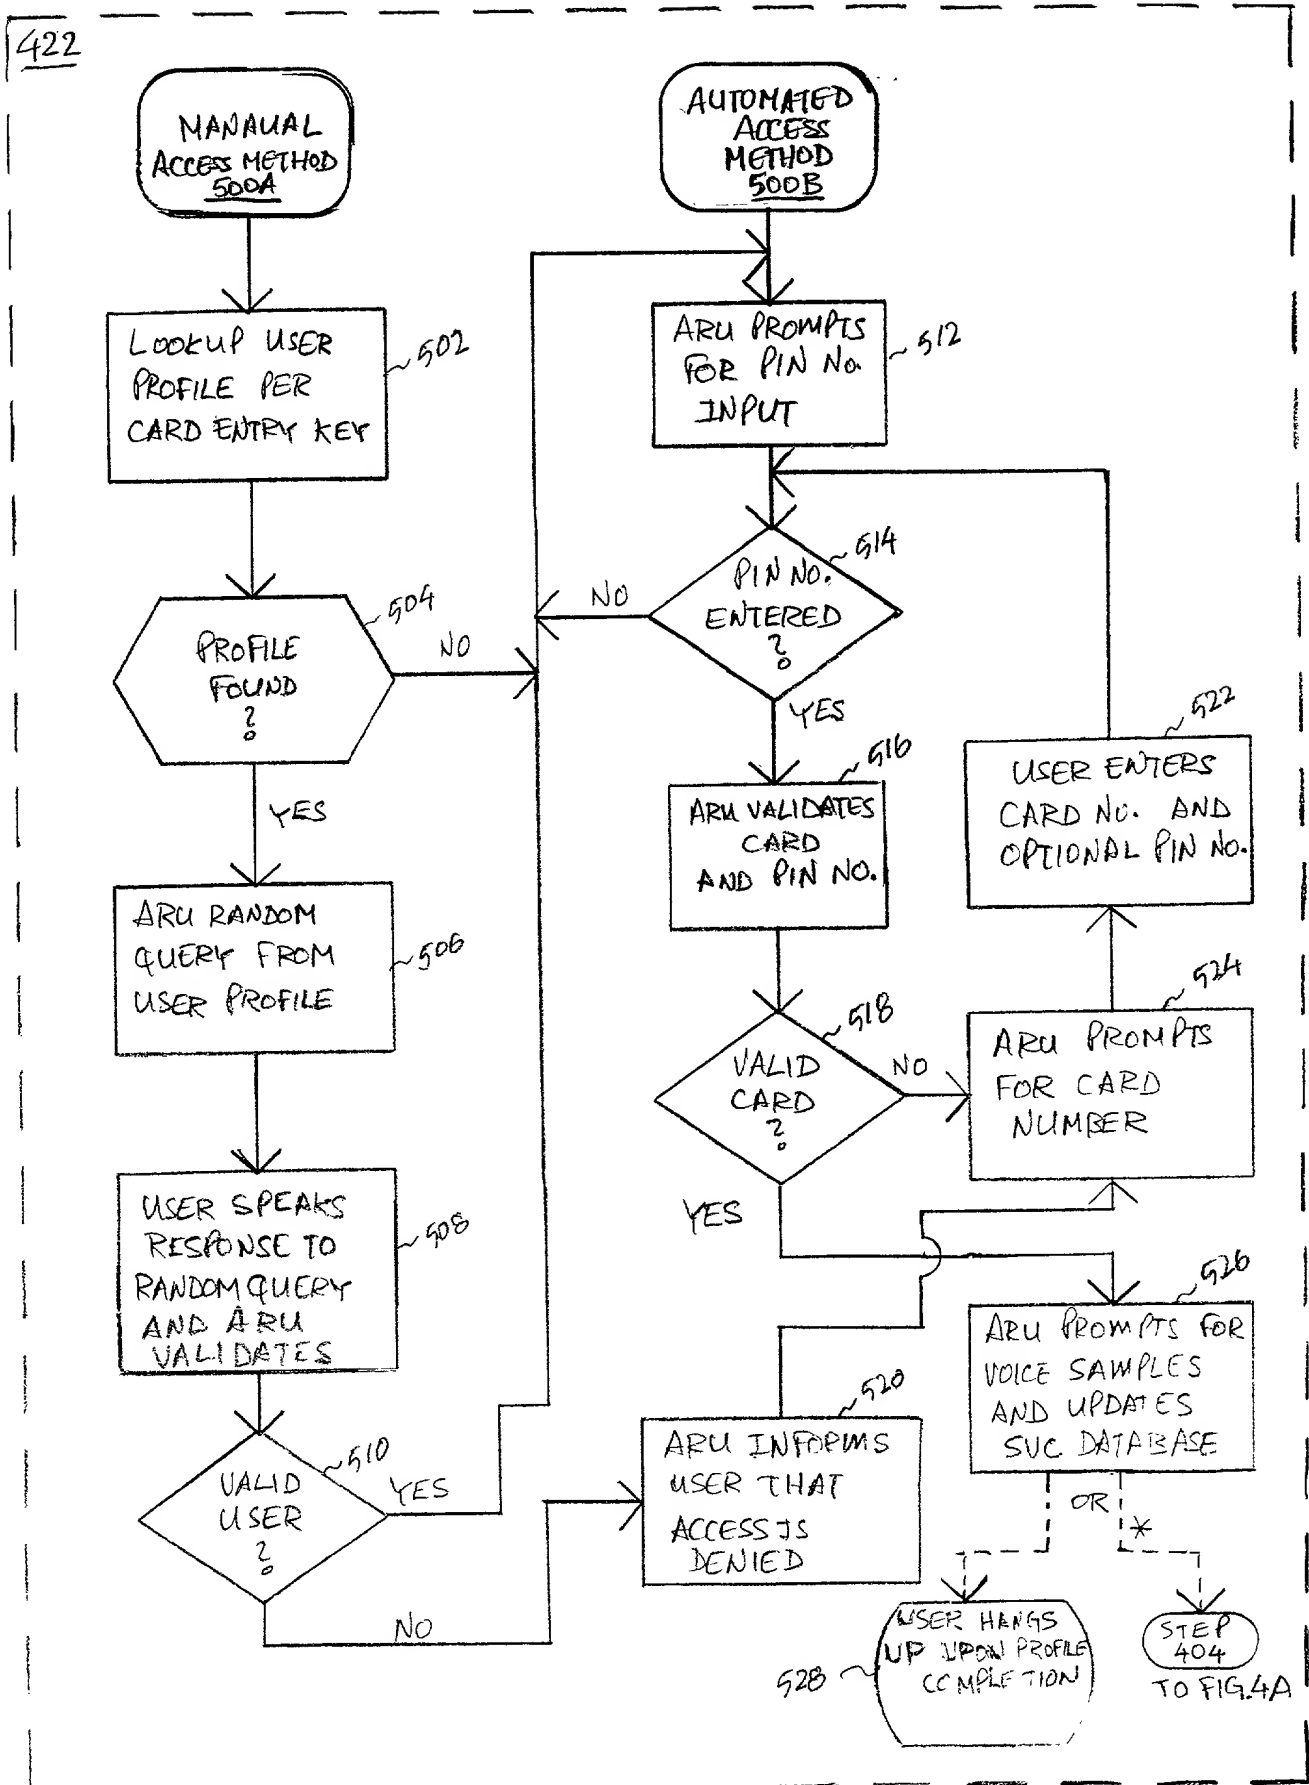 422
MANAUAL
ACCESS METHOD
500A
LOOKUP USER
PROFILE PER
CARD ENTRY KEY
502
PROFILE
FOUND
?
504
NO
YES
ARU RANDOM
QUERY FROM
USER PROFILE
506
USER SPEAKS
RESPONSE TO
RANDOM QUERY
AND ARU
VALIDATES
508
VALID
USER
?
510
YES
NO
AUTOMATED
ACCESS
METHOD
500B
ARU PROMPTS
FOR PIN No.
INPUT
512
PIN NO.
ENTERED
?
514
NO
YES
ARU VALIDATES
CARD
AND PIN NO.
516
VALID
CARD
?
518
NO
YES
ARU INFORMS
USER THAT
ACCESS IS
DENIED
520
USER ENTERS
CARD NO. AND
OPTIONAL PIN NO.
522
ARU PROMPTS
FOR CARD
NUMBER
524
ARU PROMPTS FOR
VOICE SAMPLES
AND UPDATES
SVC DATABASE
526
OR
*
USER HANGS
UP UPON PROFILE
COMPLETION
528
STEP
404
TO FIG.4A